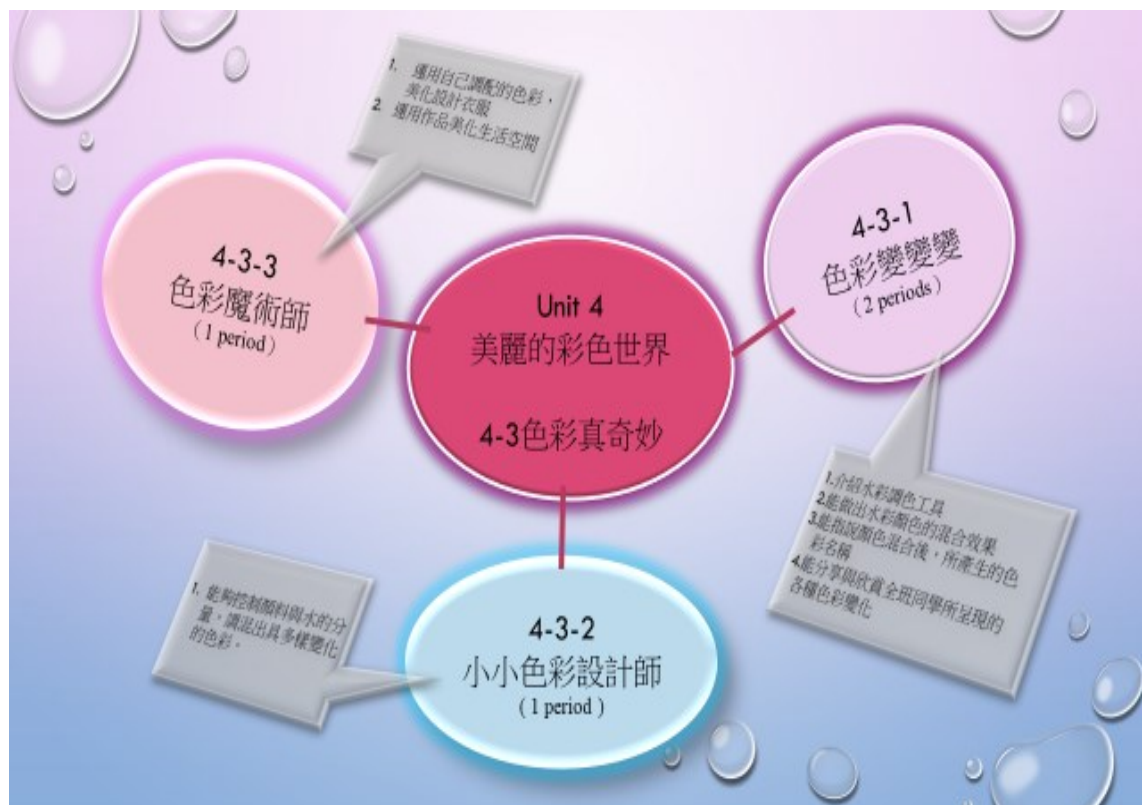 1. 運用自己調配的色彩，
美化設計衣服
2. 運用作品美化生活空間
4-3-3
色彩魔術師
(1 period)
4-3-1
色彩變變變
(2 periods)
Unit 4
美麗的彩色世界
4-3色彩真奇妙
1.介紹水彩調色工具
2.能做出水彩顏色的混合效果
3.能指說顏色混合後，所產生的色
彩名稱
4.能分享與欣賞全班同學所呈現的
各種色彩變化
1. 能夠控制顏料與水的分
量，調混出具多樣變化
的色彩。
4-3-2
小小色彩設計師
(1 period)